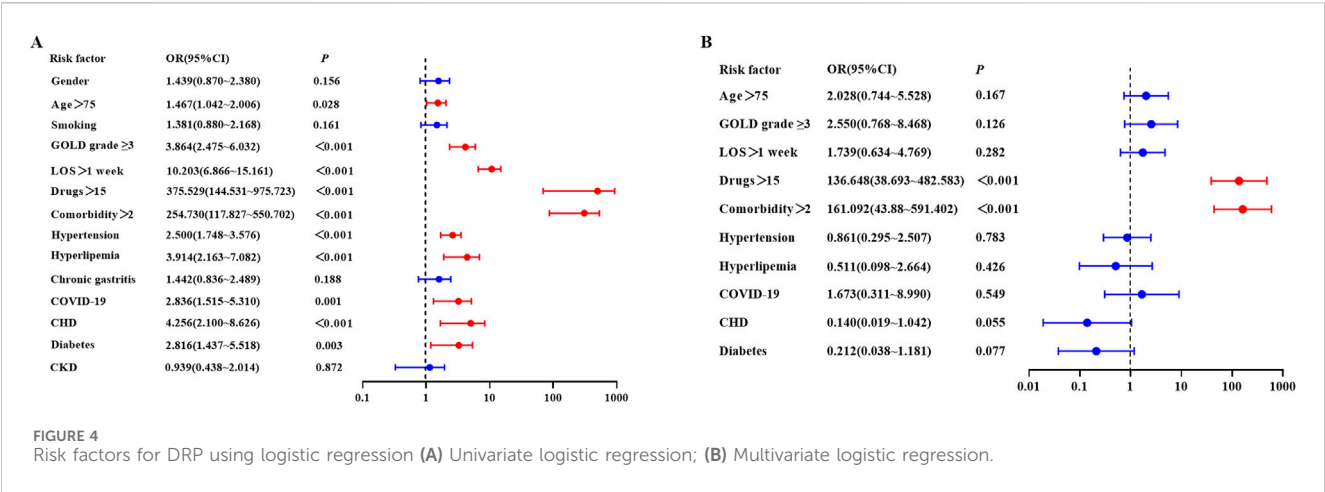 A
Risk factor OR(95%CI) P
Gender 1.439(0.870~2.380) 0.156
Age>75 1.467(1.042~2.006) 0.028
Smoking 1.381(0.880~2.168) 0.161
GOLD grade ≥3 3.864(2.475~6.032) <0.001
LOS>1 week 10.203(6.866~15.161) <0.001
Drugs>15 375.529(144.531~975.723) <0.001
Comorbidity>2 254.730(117.827~550.702) <0.001
Hypertension 2.500(1.748~3.576) <0.001
Hyperlipemia 3.914(2.163~7.082) <0.001
Chronic gastritis 1.442(0.836~2.489) 0.188
COVID-19 2.836(1.515~5.310) 0.001
CHD 4.256(2.100~8.626) <0.001
Diabetes 2.816(1.437~5.518) 0.003
CKD 0.939(0.438~2.014) 0.872
0.1 1 10 100 1000
B
Risk factor OR(95%CI) P
Age>75 2.028(0.744~5.528) 0.167
GOLD grade ≥3 2.550(0.768~8.468) 0.126
LOS>1 week 1.739(0.634~4.769) 0.282
Drugs>15 136.648(38.693~482.583) <0.001
Comorbidity>2 161.092(43.88~591.402) <0.001
Hypertension 0.861(0.295~2.507) 0.783
Hyperlipemia 0.511(0.098~2.664) 0.426
COVID-19 1.673(0.311~8.990) 0.549
CHD 0.140(0.019~1.042) 0.055
Diabetes 0.212(0.038~1.181) 0.077
0.01 0.1 1 10 100 1000
FIGURE 4
Risk factors for DRP using logistic regression (A) Univariate logistic regression; (B) Multivariate logistic regression.